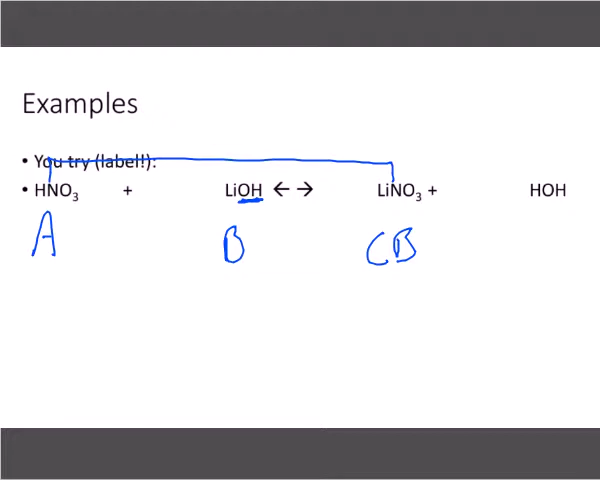 Examples
• You try (label!):
• HNO₃ + LiOH ←→ LiNO₃ + HOH
A B CB